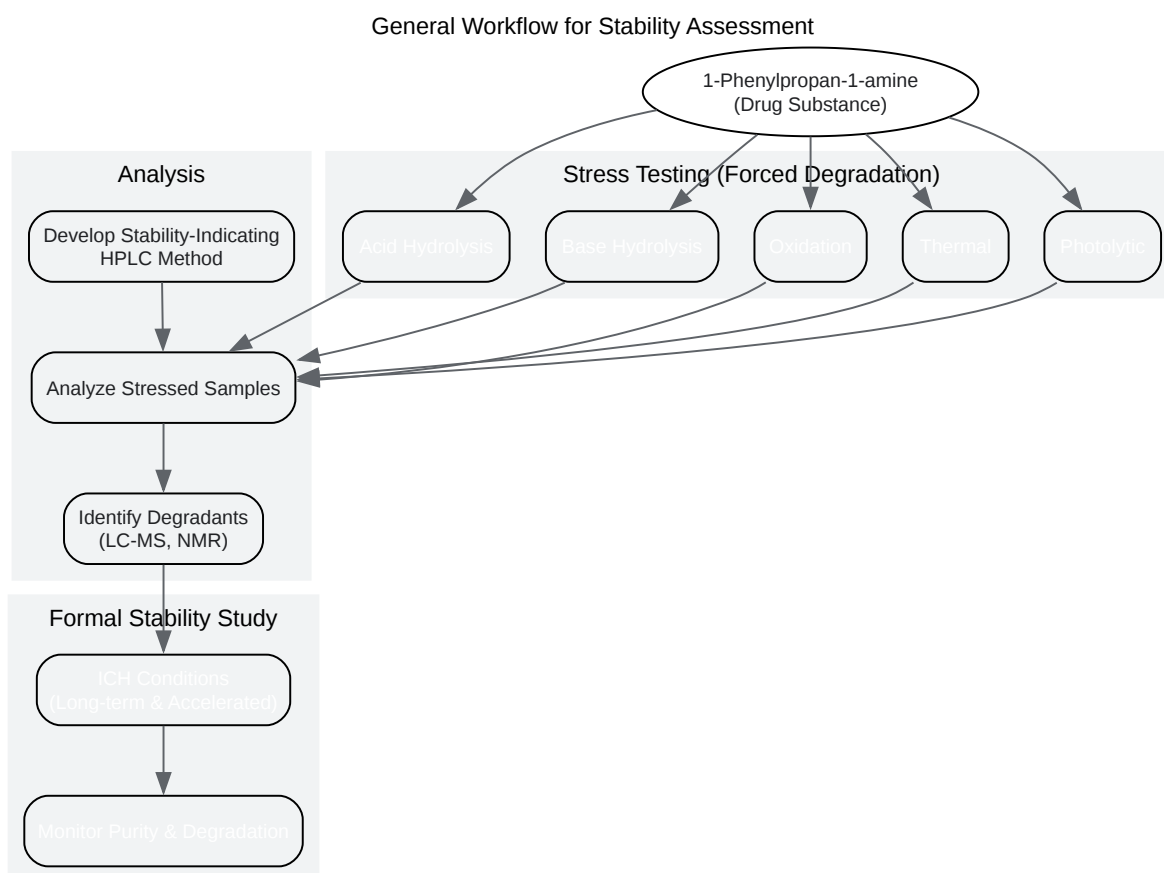 General Workflow for Stability Assessment
1-Phenylpropan-1-amine
(Drug Substance)
Analysis
Stress Testing (Forced Degradation)
Develop Stability-Indicating
HPLC Method
Acid Hydrolysis
Base Hydrolysis
Oxidation
Thermal
Photolytic
Analyze Stressed Samples
Identify Degradants
(LC-MS, NMR)
Formal Stability Study
ICH Conditions
(Long-term & Accelerated)
Monitor Purity & Degradation